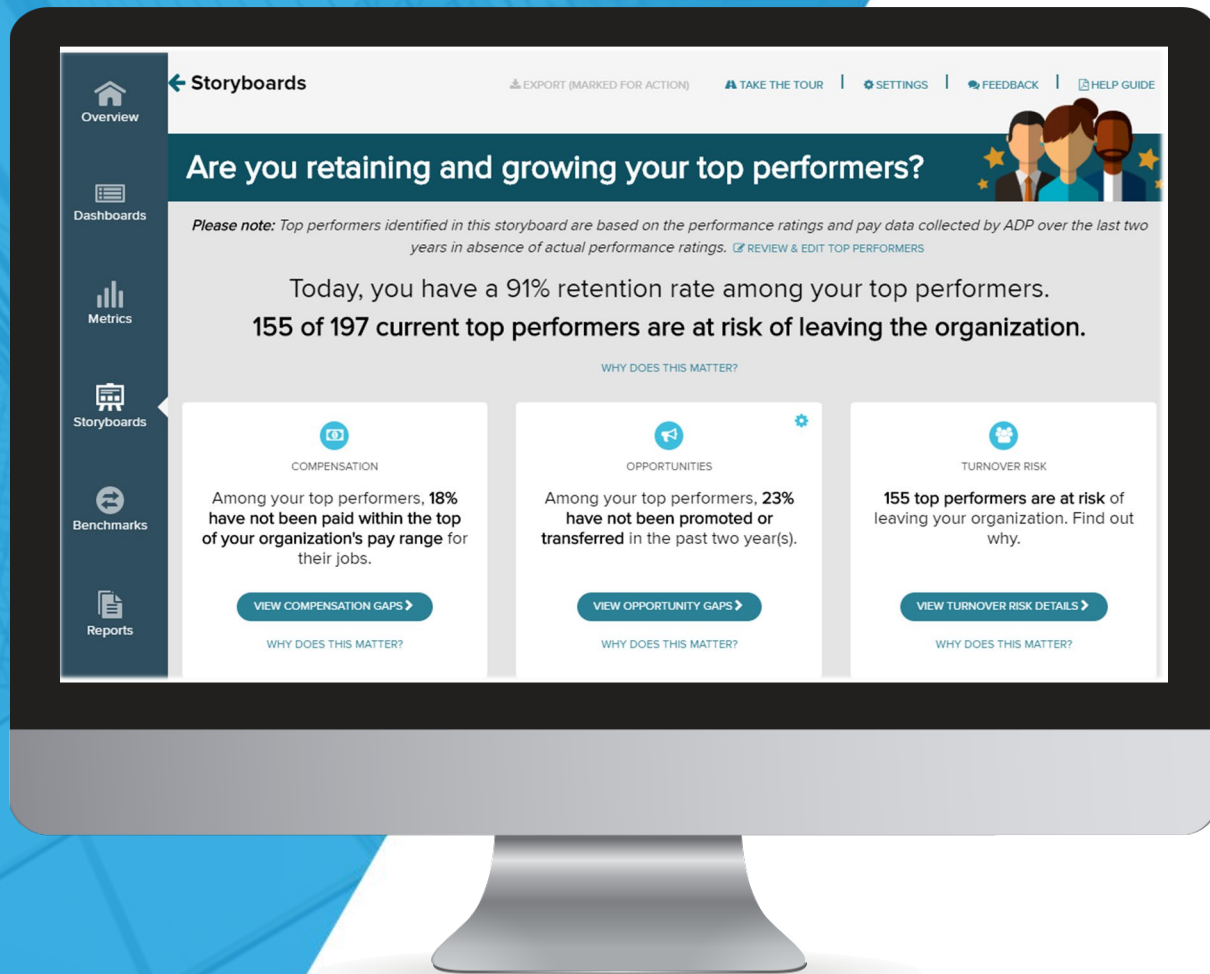 Storyboards
EXPORT (MARKED FOR ACTION)
TAKE THE TOUR
SETTINGS
FEEDBACK
HELP GUIDE
Overview
Dashboards
Metrics
Storyboards
Benchmarks
Reports
Are you retaining and growing your top performers?
Please note: Top performers identified in this storyboard are based on the performance ratings and pay data collected by ADP over the last two
years in absence of actual performance ratings. REVIEW & EDIT TOP PERFORMERS
Today, you have a 91% retention rate among your top performers.
155 of 197 current top performers are at risk of leaving the organization.
WHY DOES THIS MATTER?
COMPENSATION
Among your top performers, 18%
have not been paid within the top
of your organization's pay range for
their jobs.
VIEW COMPENSATION GAPS
WHY DOES THIS MATTER?
OPPORTUNITIES
Among your top performers, 23%
have not been promoted or
transferred in the past two year(s).
VIEW OPPORTUNITY GAPS
WHY DOES THIS MATTER?
TURNOVER RISK
155 top performers are at risk of
leaving your organization. Find out
why.
VIEW TURNOVER RISK DETAILS
WHY DOES THIS MATTER?